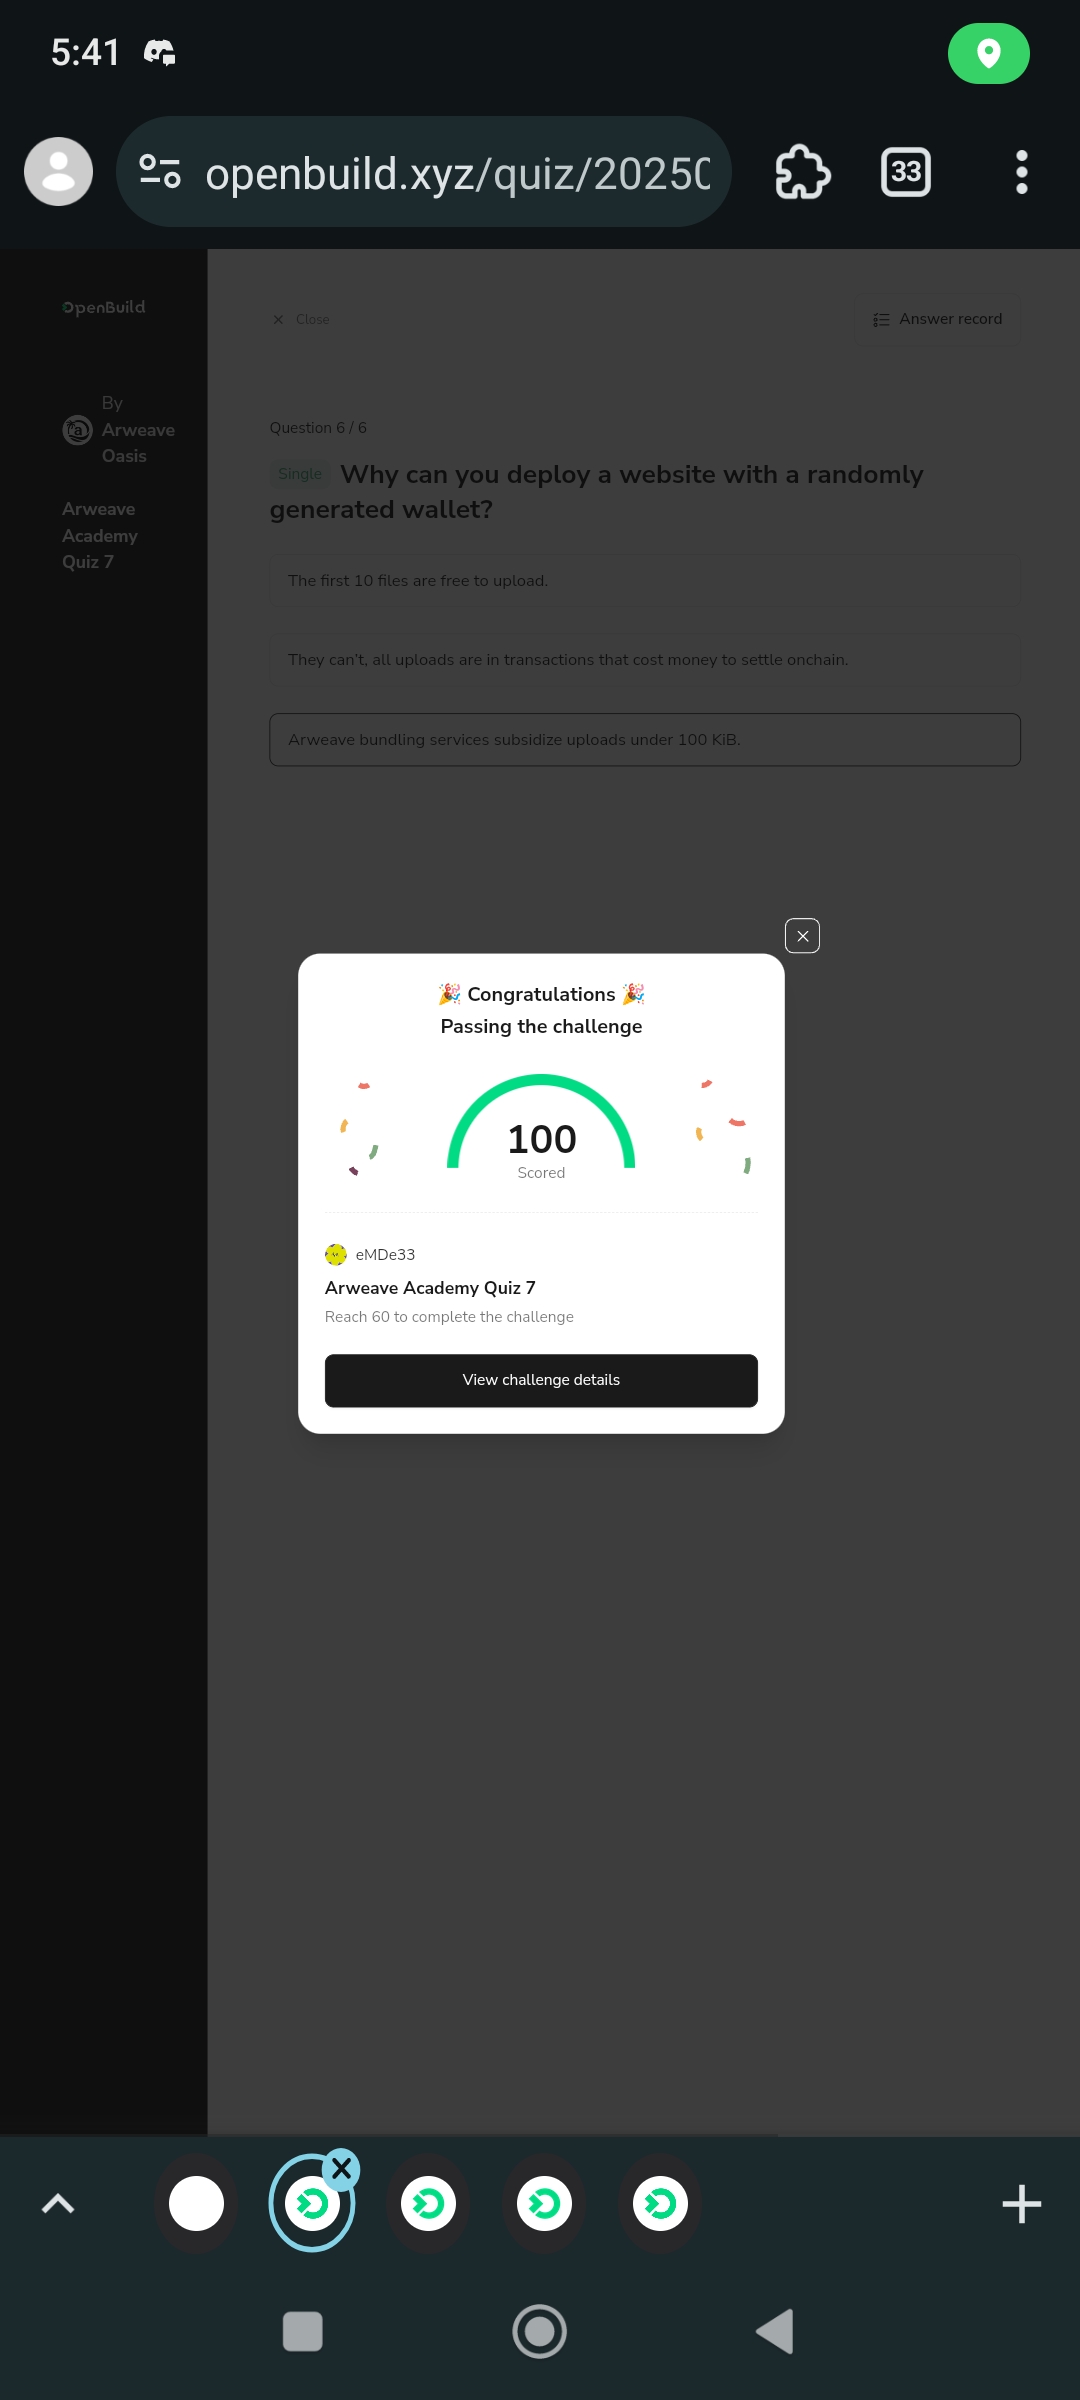 5:41
openbuild.xyz/quiz/20250
33
OpenBuild
Close
Answer record
By
Arweave
Oasis
Arweave
Academy
Quiz 7
Question 6 / 6
Single Why can you deploy a website with a randomly
generated wallet?
The first 10 files are free to upload.
They can't, all uploads are in transactions that cost money to settle onchain.
Arweave bundling services subsidize uploads under 100 KiB.
🎉 Congratulations 🎉
Passing the challenge
100
Scored
eMDe33
Arweave Academy Quiz 7
Reach 60 to complete the challenge
View challenge details